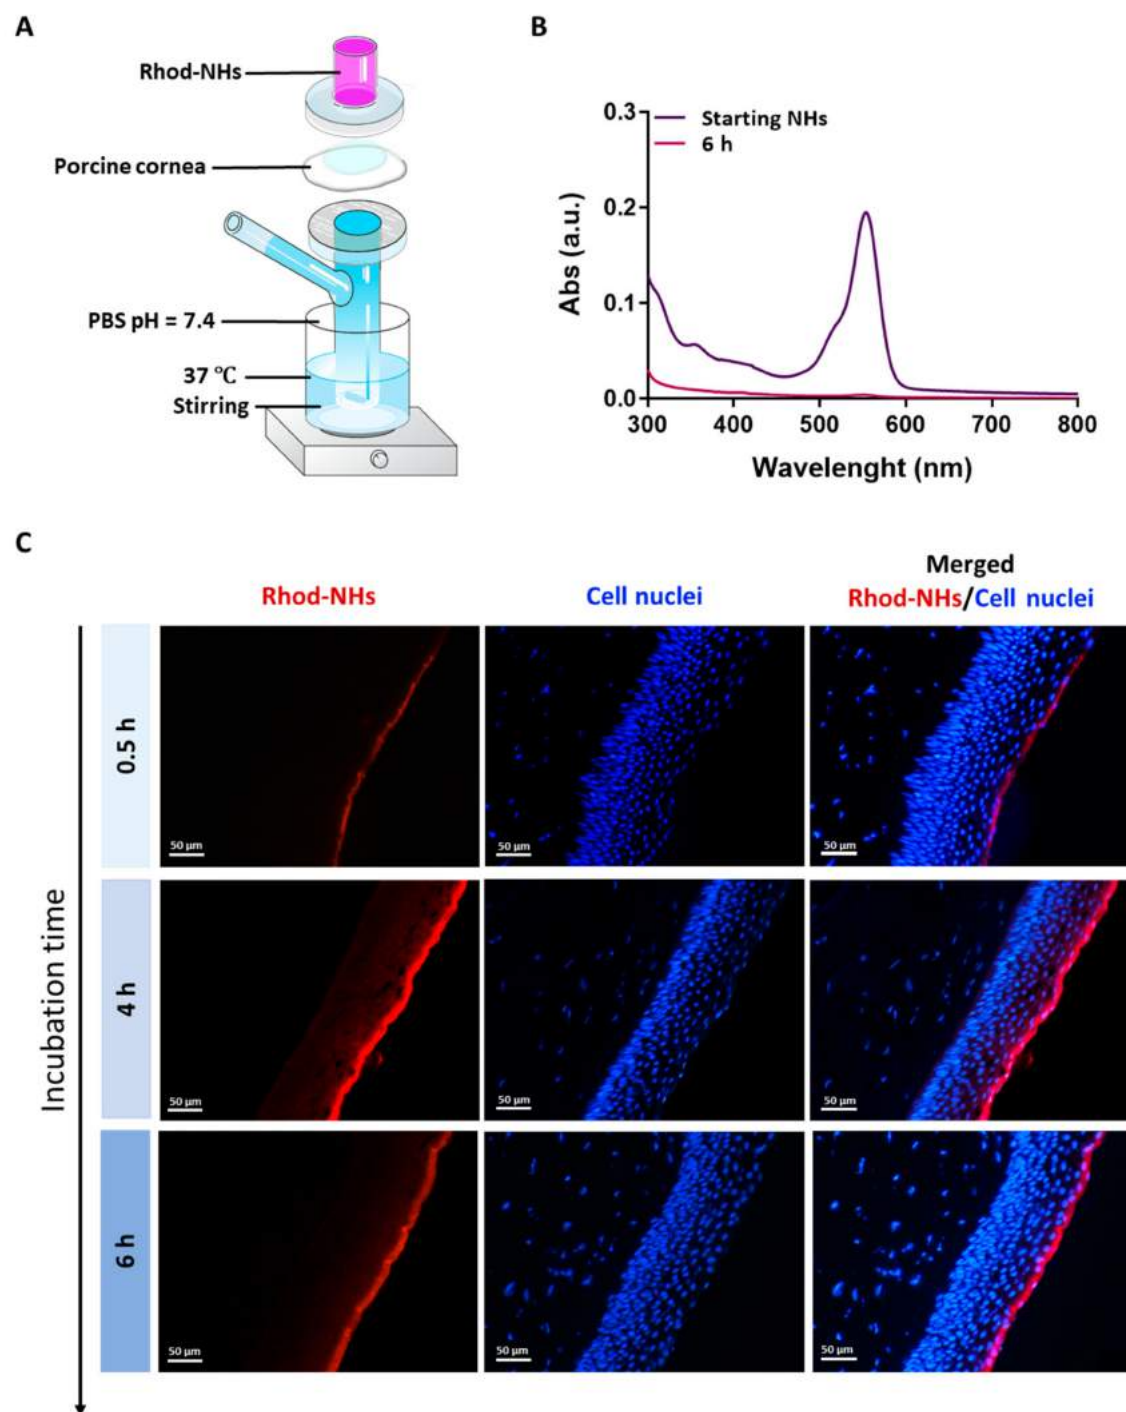 A
Rhod-NHs
Porcine cornea
PBS pH = 7.4
37 °C
Stirring
B
0.3
0.2
0.1
0.0
Starting NHs
6 h
Abs (a.u.)
300 400 500 600 700 800
Wavelenght (nm)
C
Rhod-NHs
Cell nuclei
Merged
Rhod-NHs/Cell nuclei
Incubation time
0.5 h
50 µm
50 µm
50 µm
4 h
50 µm
50 µm
50 µm
6 h
50 µm
50 µm
50 µm